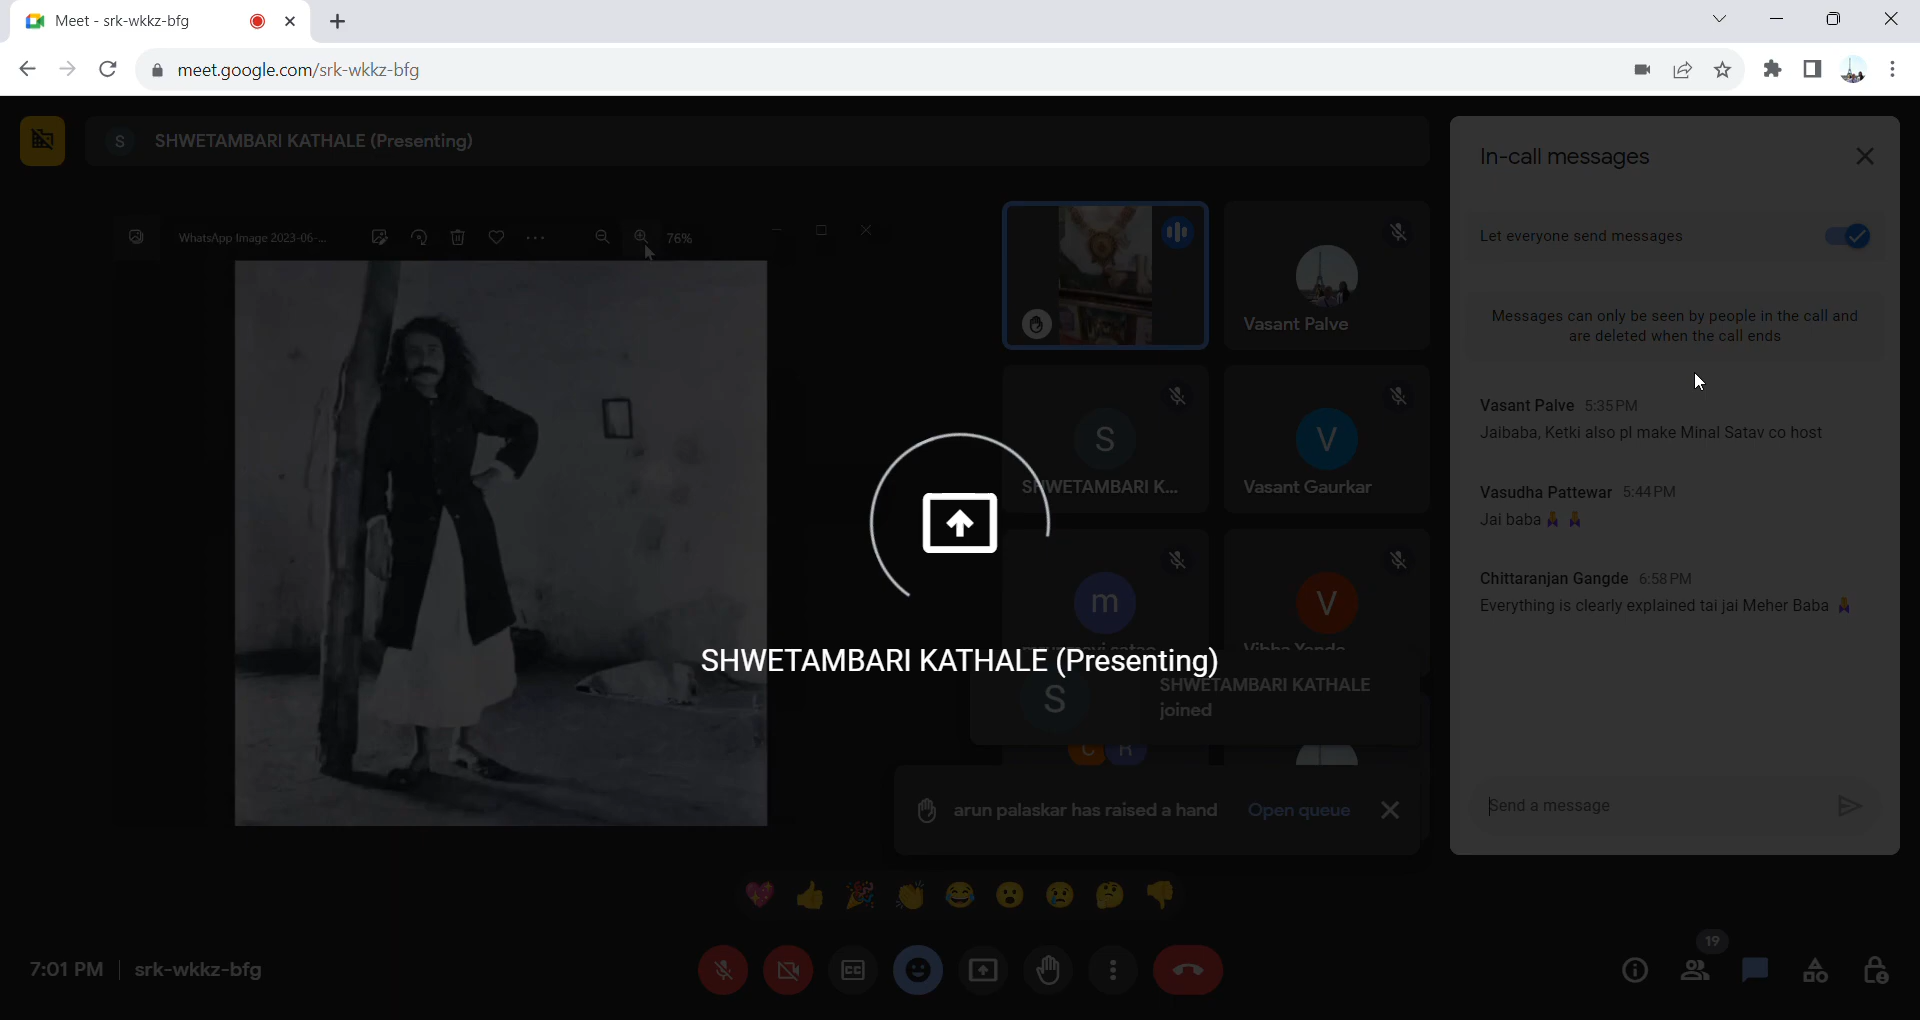 Meet - srk-wkkz-bfg
meet.google.com/srk-wkkz-bfg
S SHWETAMBARI KATHALE (Presenting)
In-call messages
WhatsApp Image 2023-06-...
76%
Let everyone send messages
Vasant Palve
Messages can only be seen by people in the call and
are deleted when the call ends
Vasant Palve 5:35 PM
Jaibaba, Ketki also pl make Minal Satav co host
S
SHWETAMBARI K...
V
Vasant Gaurkar
Vasudha Pattewar 5:44 PM
Jai baba 🧘‍♀️ 🧘‍♀️
Chittaranjan Gangde 6:58 PM
Everything is clearly explained tai jai Meher Baba 🧘‍♀️
m
V
SHWETAMBARI KATHALE (Presenting)
S
SHWETAMBARI KATHALE
joined
arun palaskar has raised a hand Open queue
Send a message
7:01 PM | srk-wkkz-bfg
CC
19